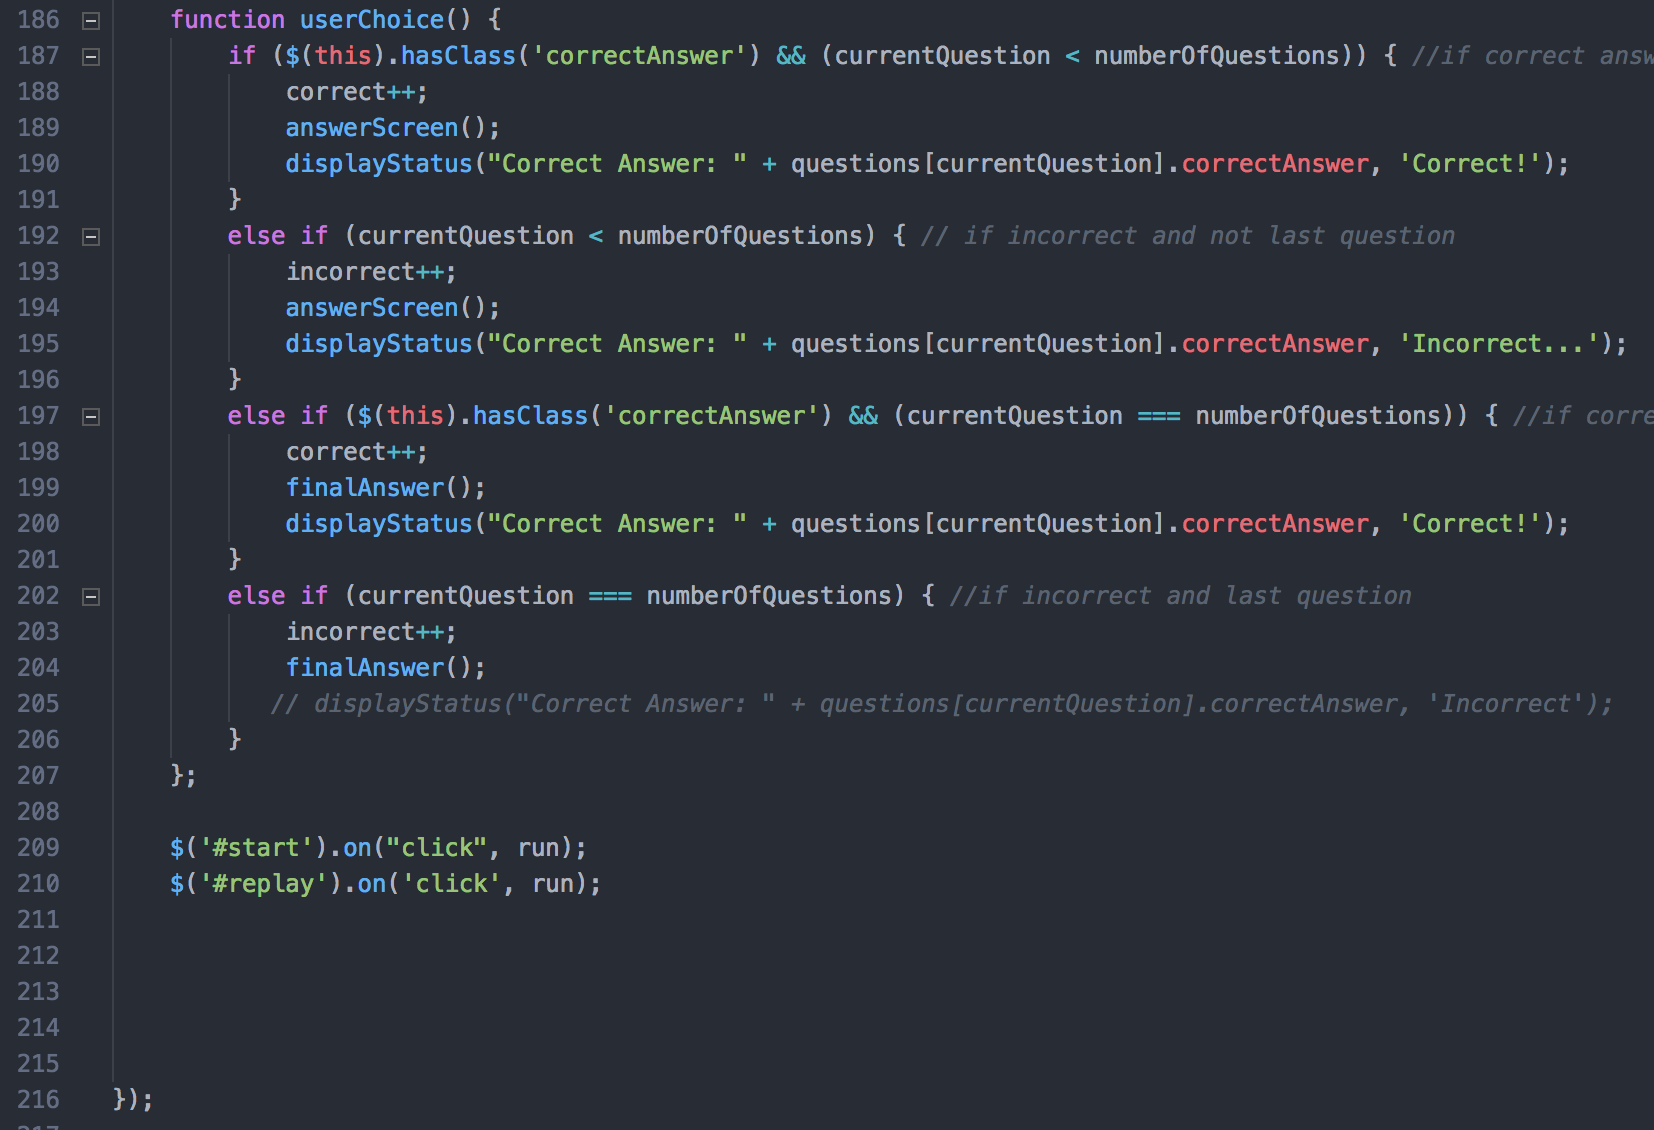 186 function userChoice() {
187 if ($(this).hasClass('correctAnswer') && (currentQuestion < numberOfQuestions)) { //if correct answ
188 correct++;
189 answerScreen();
190 displayStatus("Correct Answer: " + questions[currentQuestion].correctAnswer, 'Correct!');
191 }
192 else if (currentQuestion < numberOfQuestions) { // if incorrect and not last question
193 incorrect++;
194 answerScreen();
195 displayStatus("Correct Answer: " + questions[currentQuestion].correctAnswer, 'Incorrect...');
196 }
197 else if ($(this).hasClass('correctAnswer') && (currentQuestion === numberOfQuestions)) { //if corre
198 correct++;
199 finalAnswer();
200 displayStatus("Correct Answer: " + questions[currentQuestion].correctAnswer, 'Correct!');
201 }
202 else if (currentQuestion === numberOfQuestions) { //if incorrect and last question
203 incorrect++;
204 finalAnswer();
205 // displayStatus("Correct Answer: " + questions[currentQuestion].correctAnswer, 'Incorrect');
206 }
207 };
208
209 $('#start').on("click", run);
210 $('#replay').on('click', run);
211
212
213
214
215
216 });